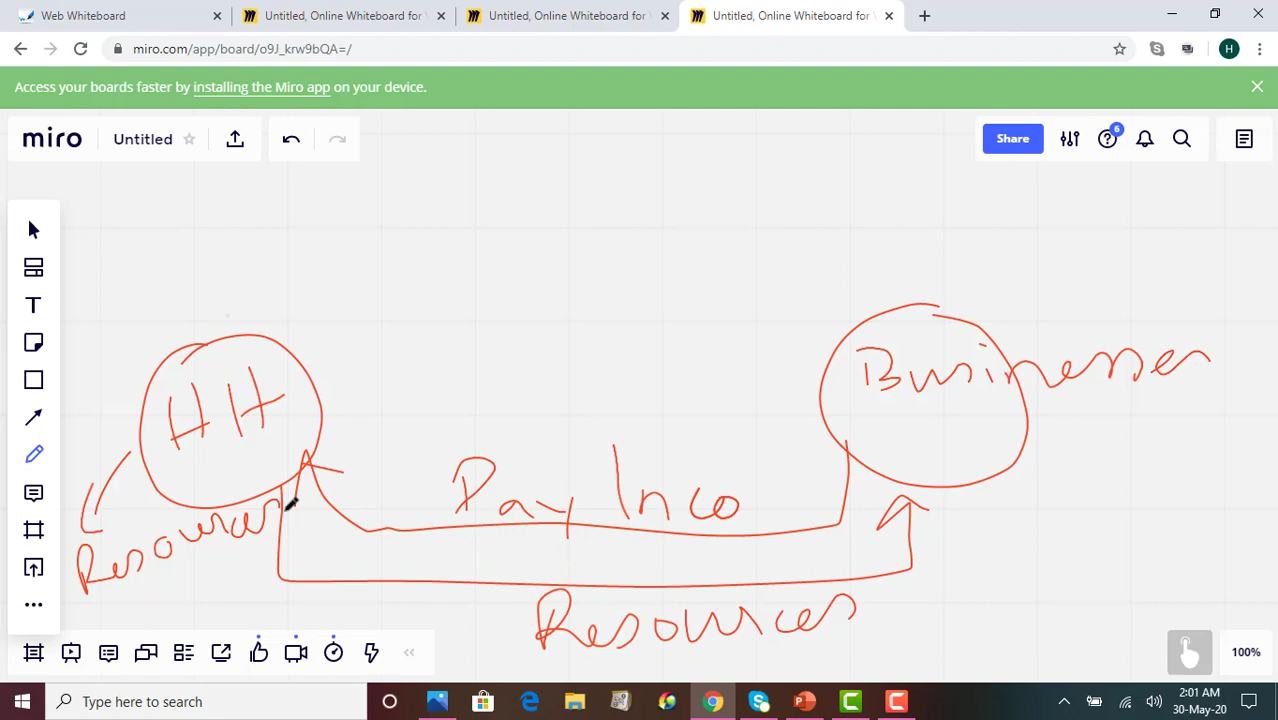 Web Whiteboard
Untitled, Online Whiteboard for
Untitled, Online Whiteboard for
Untitled, Online Whiteboard for
miro.com/app/board/o9J_krw9bQA=/
H
Access your boards faster by installing the Miro app on your device.
miro
Untitled
Share
6
HH
Businesses
Pay Inco
Resources
Resources
100%
Type here to search
2:01 AM
30-May-20